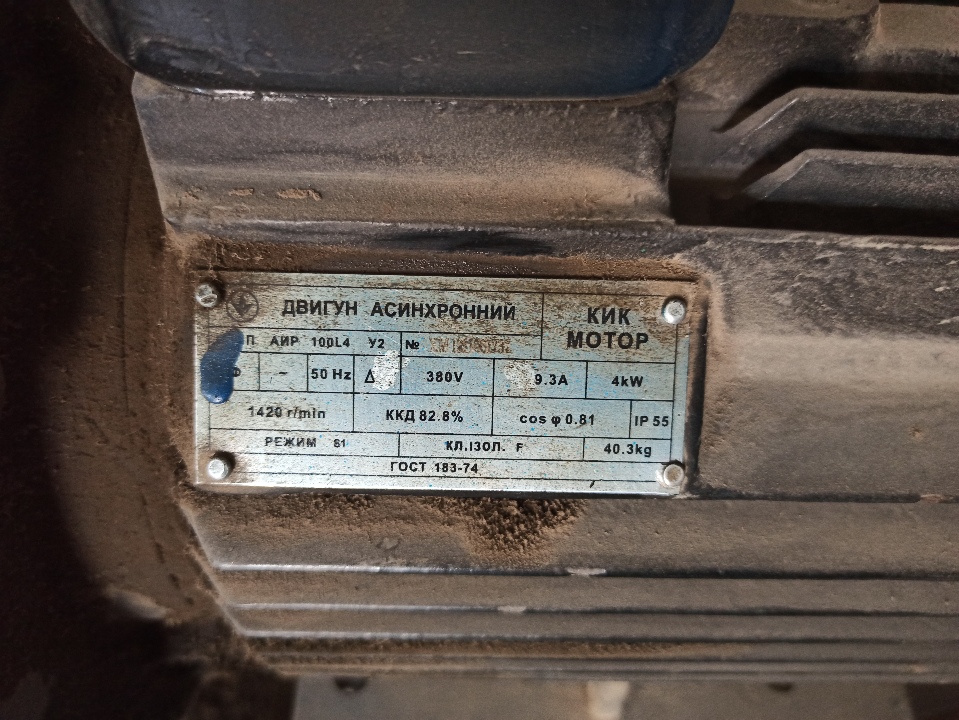 ДВИГУН АСИНХРОННИЙ
КИК
МОТОР
АИР 100L4 У2 №
~ 50 Hz Δ 380V 9.3A 4kW
1420 r/min ККД 82.8% cos φ 0.81 IP 55
РЕЖИМ S1 КЛ.ІЗОЛ. F 40.3kg
ГОСТ 183-74